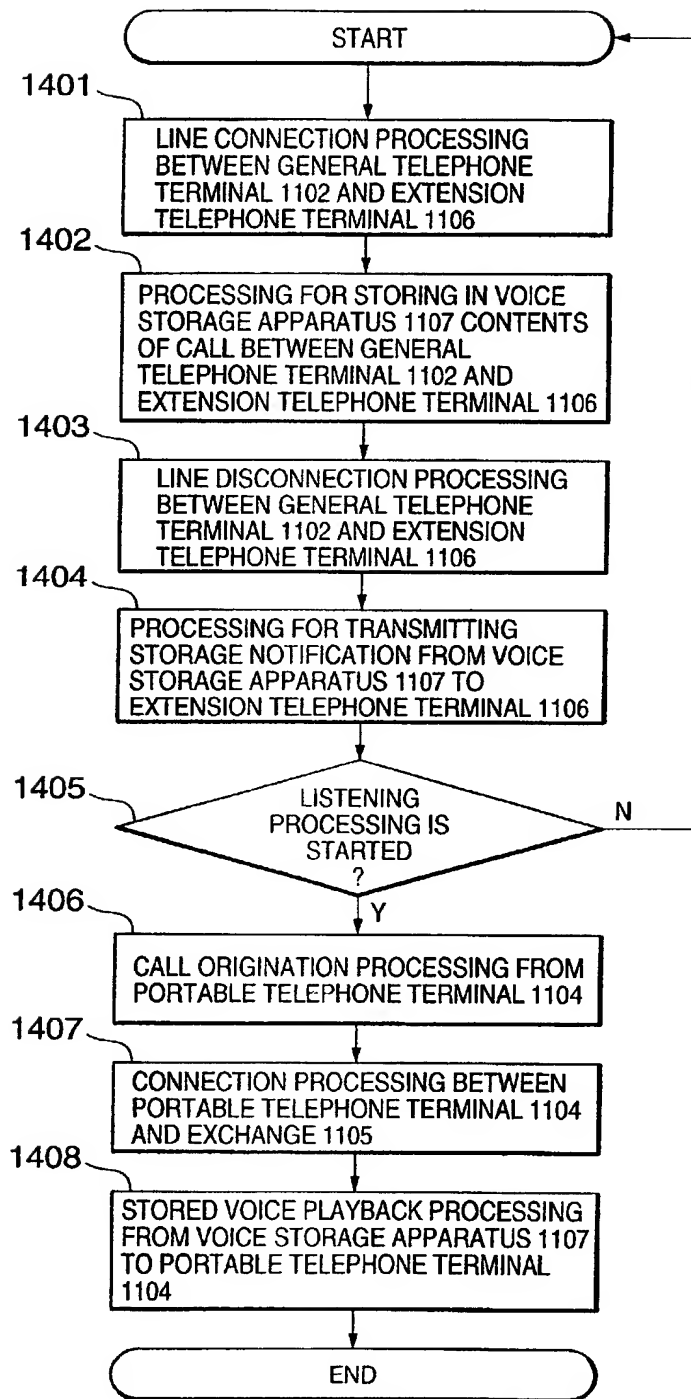 START
1401
LINE CONNECTION PROCESSING
BETWEEN GENERAL TELEPHONE
TERMINAL 1102 AND EXTENSION
TELEPHONE TERMINAL 1106
1402
PROCESSING FOR STORING IN VOICE
STORAGE APPARATUS 1107 CONTENTS
OF CALL BETWEEN GENERAL
TELEPHONE TERMINAL 1102 AND
EXTENSION TELEPHONE TERMINAL 1106
1403
LINE DISCONNECTION PROCESSING
BETWEEN GENERAL TELEPHONE
TERMINAL 1102 AND EXTENSION
TELEPHONE TERMINAL 1106
1404
PROCESSING FOR TRANSMITTING
STORAGE NOTIFICATION FROM VOICE
STORAGE APPARATUS 1107 TO
EXTENSION TELEPHONE TERMINAL 1106
1405
LISTENING
PROCESSING IS
STARTED
?
N
Y
1406
CALL ORIGINATION PROCESSING FROM
PORTABLE TELEPHONE TERMINAL 1104
1407
CONNECTION PROCESSING BETWEEN
PORTABLE TELEPHONE TERMINAL 1104
AND EXCHANGE 1105
1408
STORED VOICE PLAYBACK PROCESSING
FROM VOICE STORAGE APPARATUS 1107
TO PORTABLE TELEPHONE TERMINAL
1104
END